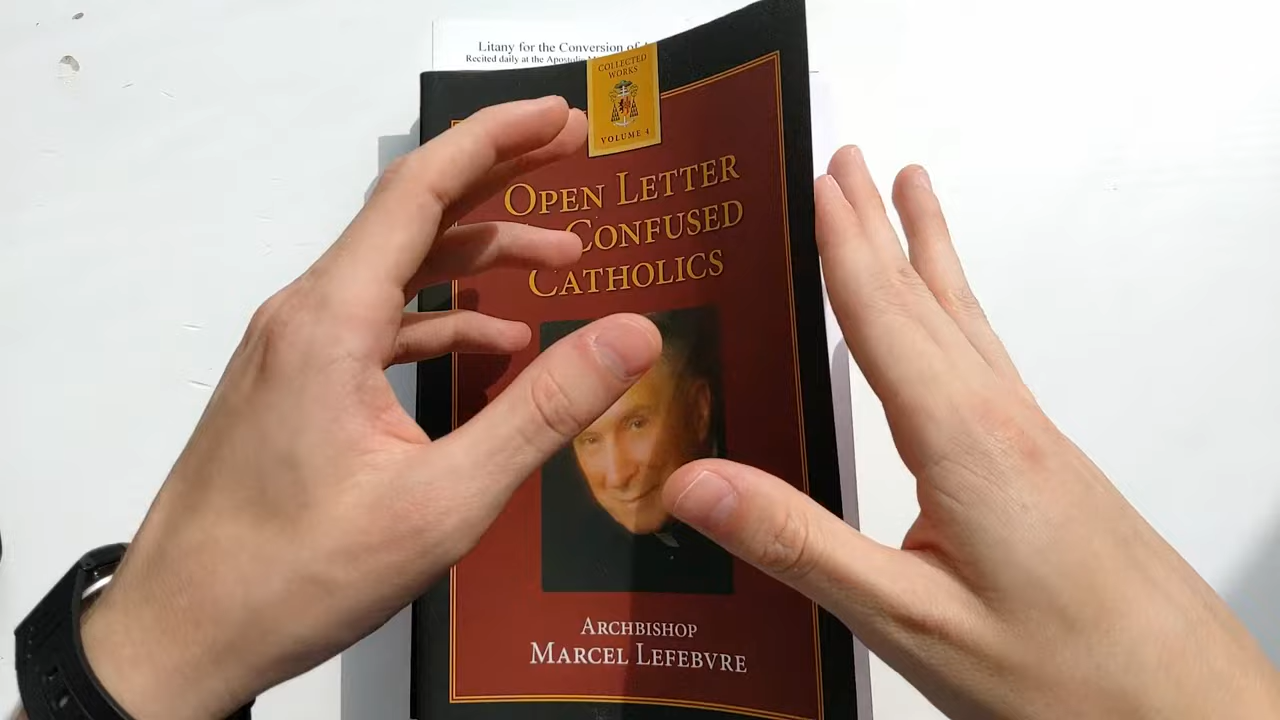 Litany for the Conversion of
Recited daily at the Apostolic
COLLECTED
WORKS
VOLUME 4
OPEN LETTER
CONFUSED
CATHOLICS
ARCHBISHOP
MARCEL LEFEBVRE